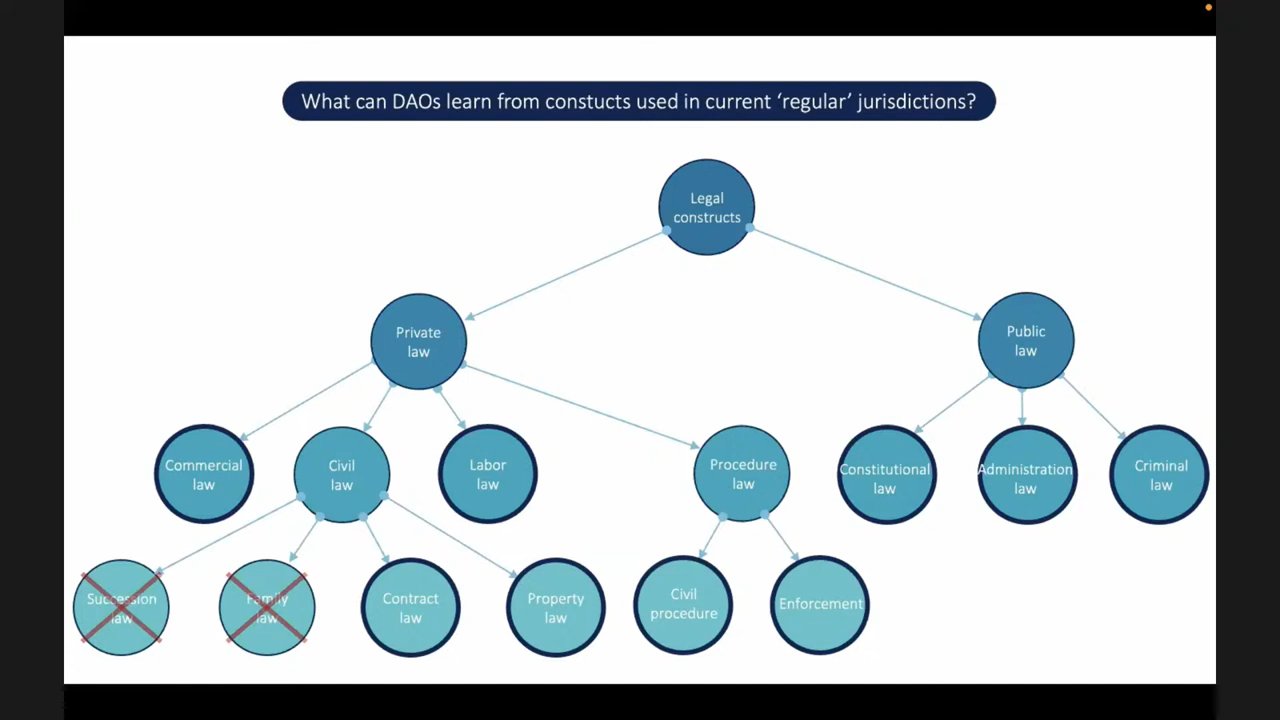 What can DAOs learn from constucts used in current ‘regular’ jurisdictions?
Legal
constructs
Private
law
Public
law
Commercial
law
Civil
law
Labor
law
Procedure
law
Constitutional
law
Administration
law
Criminal
law
Succession
law
Family
law
Contract
law
Property
law
Civil
procedure
Enforcement